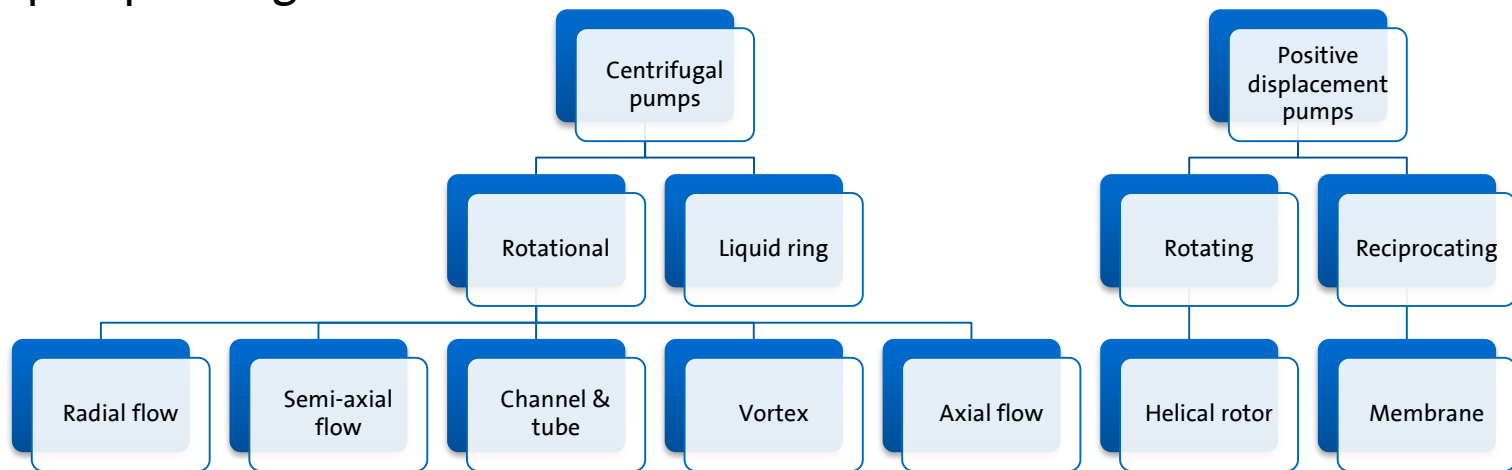 Centrifugal
pumps
Positive
displacement
pumps
Rotational
Liquid ring
Rotating
Reciprocating
Radial flow
Semi-axial
flow
Channel &
tube
Vortex
Axial flow
Helical rotor
Membrane